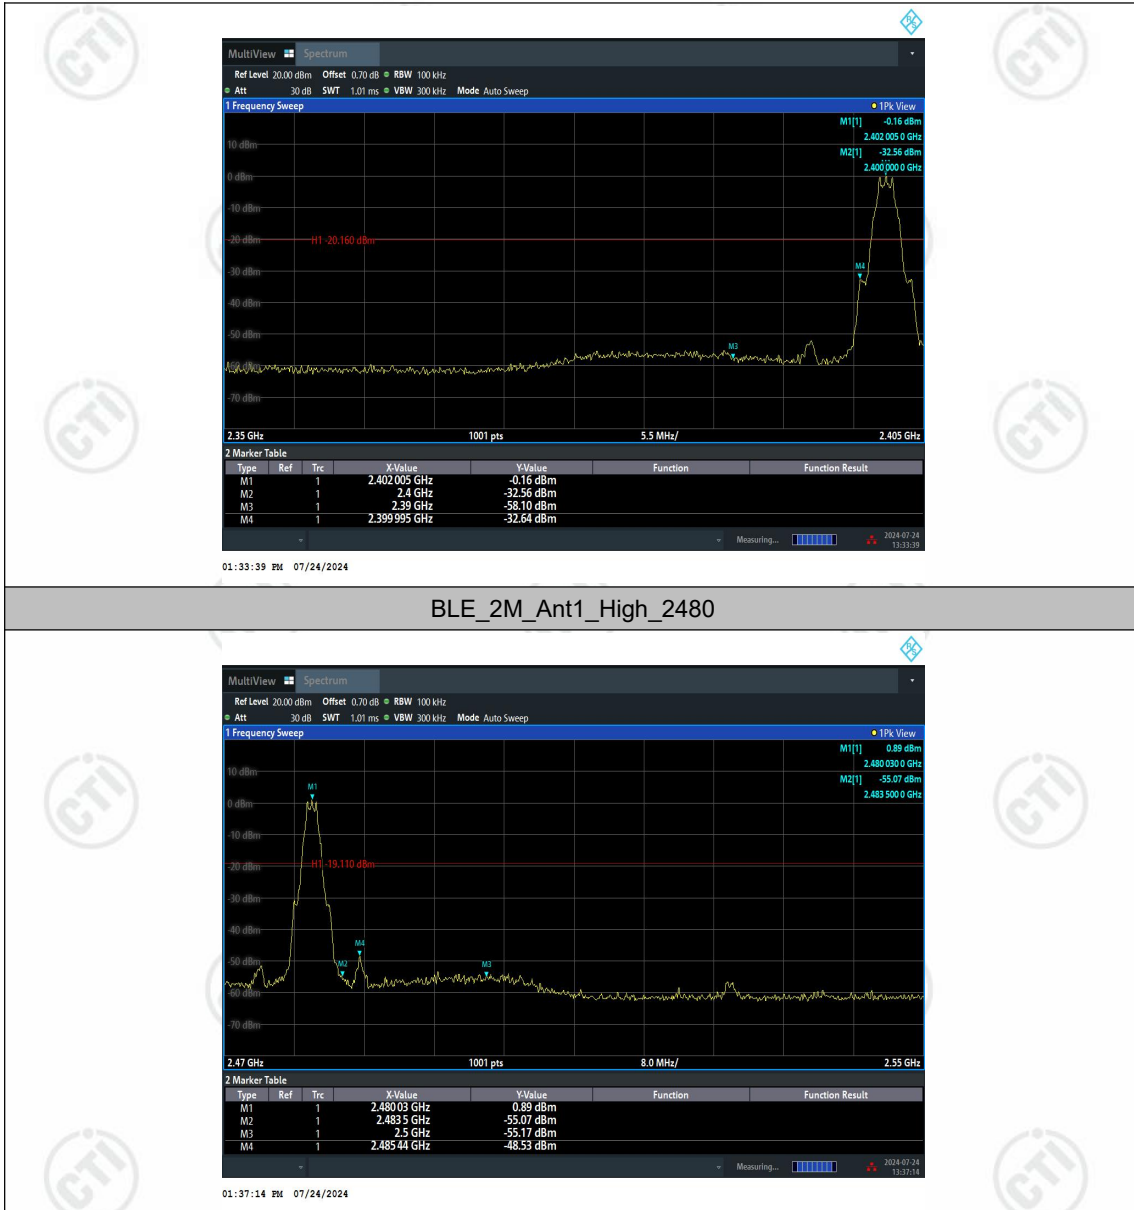 MultiView Spectrum
Ref Level 20.00 dBm Offset 0.70 dB RBW 100 kHz
Att 30 dB SWT 1.01 ms VBW 300 kHz Mode Auto Sweep
1 Frequency Sweep 1Pk View
M1[1] -0.16 dBm
2.402 005 0 GHz
M2[1] -32.56 dBm
2.400 000 0 GHz
10 dBm
0 dBm
-10 dBm
-20 dBm H1 -20.160 dBm
-30 dBm
M4
-40 dBm
-50 dBm
M3
-60 dBm
-70 dBm
2.35 GHz 1001 pts 5.5 MHz/ 2.405 GHz
2 Marker Table
Type Ref Trc X-Value Y-Value Function Function Result
M1 1 2.402 005 GHz -0.16 dBm
M2 1 2.4 GHz -32.56 dBm
M3 1 2.39 GHz -58.10 dBm
M4 1 2.399 995 GHz -32.64 dBm
Measuring... 2024-07-24
13:33:39
01:33:39 PM 07/24/2024
BLE_2M_Ant1_High_2480
MultiView Spectrum
Ref Level 20.00 dBm Offset 0.70 dB RBW 100 kHz
Att 30 dB SWT 1.01 ms VBW 300 kHz Mode Auto Sweep
1 Frequency Sweep 1Pk View
M1[1] 0.89 dBm
2.480 030 0 GHz
M2[1] -55.07 dBm
2.483 500 0 GHz
10 dBm
M1
0 dBm
-10 dBm
-20 dBm H1 -19.110 dBm
-30 dBm
-40 dBm
M4
-50 dBm M2 M3
-60 dBm
-70 dBm
2.47 GHz 1001 pts 8.0 MHz/ 2.55 GHz
2 Marker Table
Type Ref Trc X-Value Y-Value Function Function Result
M1 1 2.480 03 GHz 0.89 dBm
M2 1 2.483 5 GHz -55.07 dBm
M3 1 2.5 GHz -55.17 dBm
M4 1 2.485 44 GHz -48.53 dBm
Measuring... 2024-07-24
13:37:14
01:37:14 PM 07/24/2024
CTI
CTI
CTI
CTI
CTI
CTI
CTI
CTI